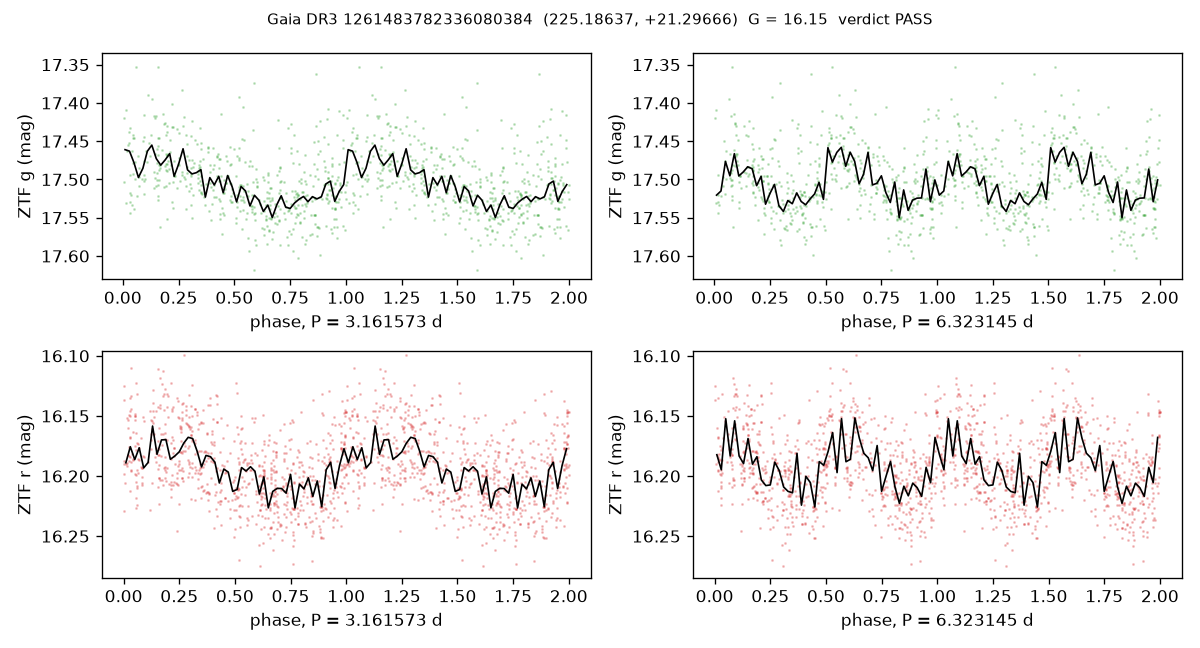 Gaia DR3 1261483782336080384  (225.18637, +21.29666)  G = 16.15  verdict PASS
ZTF g (mag)
17.35
17.40
17.45
17.50
17.55
17.60
0.00 0.25 0.50 0.75 1.00 1.25 1.50 1.75 2.00
phase, P = 3.161573 d
ZTF g (mag)
17.35
17.40
17.45
17.50
17.55
17.60
0.00 0.25 0.50 0.75 1.00 1.25 1.50 1.75 2.00
phase, P = 6.323145 d
ZTF r (mag)
16.10
16.15
16.20
16.25
0.00 0.25 0.50 0.75 1.00 1.25 1.50 1.75 2.00
phase, P = 3.161573 d
ZTF r (mag)
16.10
16.15
16.20
16.25
0.00 0.25 0.50 0.75 1.00 1.25 1.50 1.75 2.00
phase, P = 6.323145 d